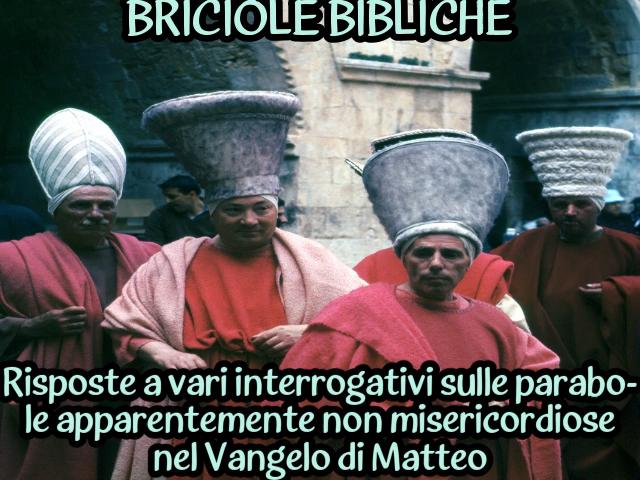 BRICIOLE BIBLICHE
Risposte a vari interrogativi sulle parabo-
le apparentemente non misericordiose
nel Vangelo di Matteo